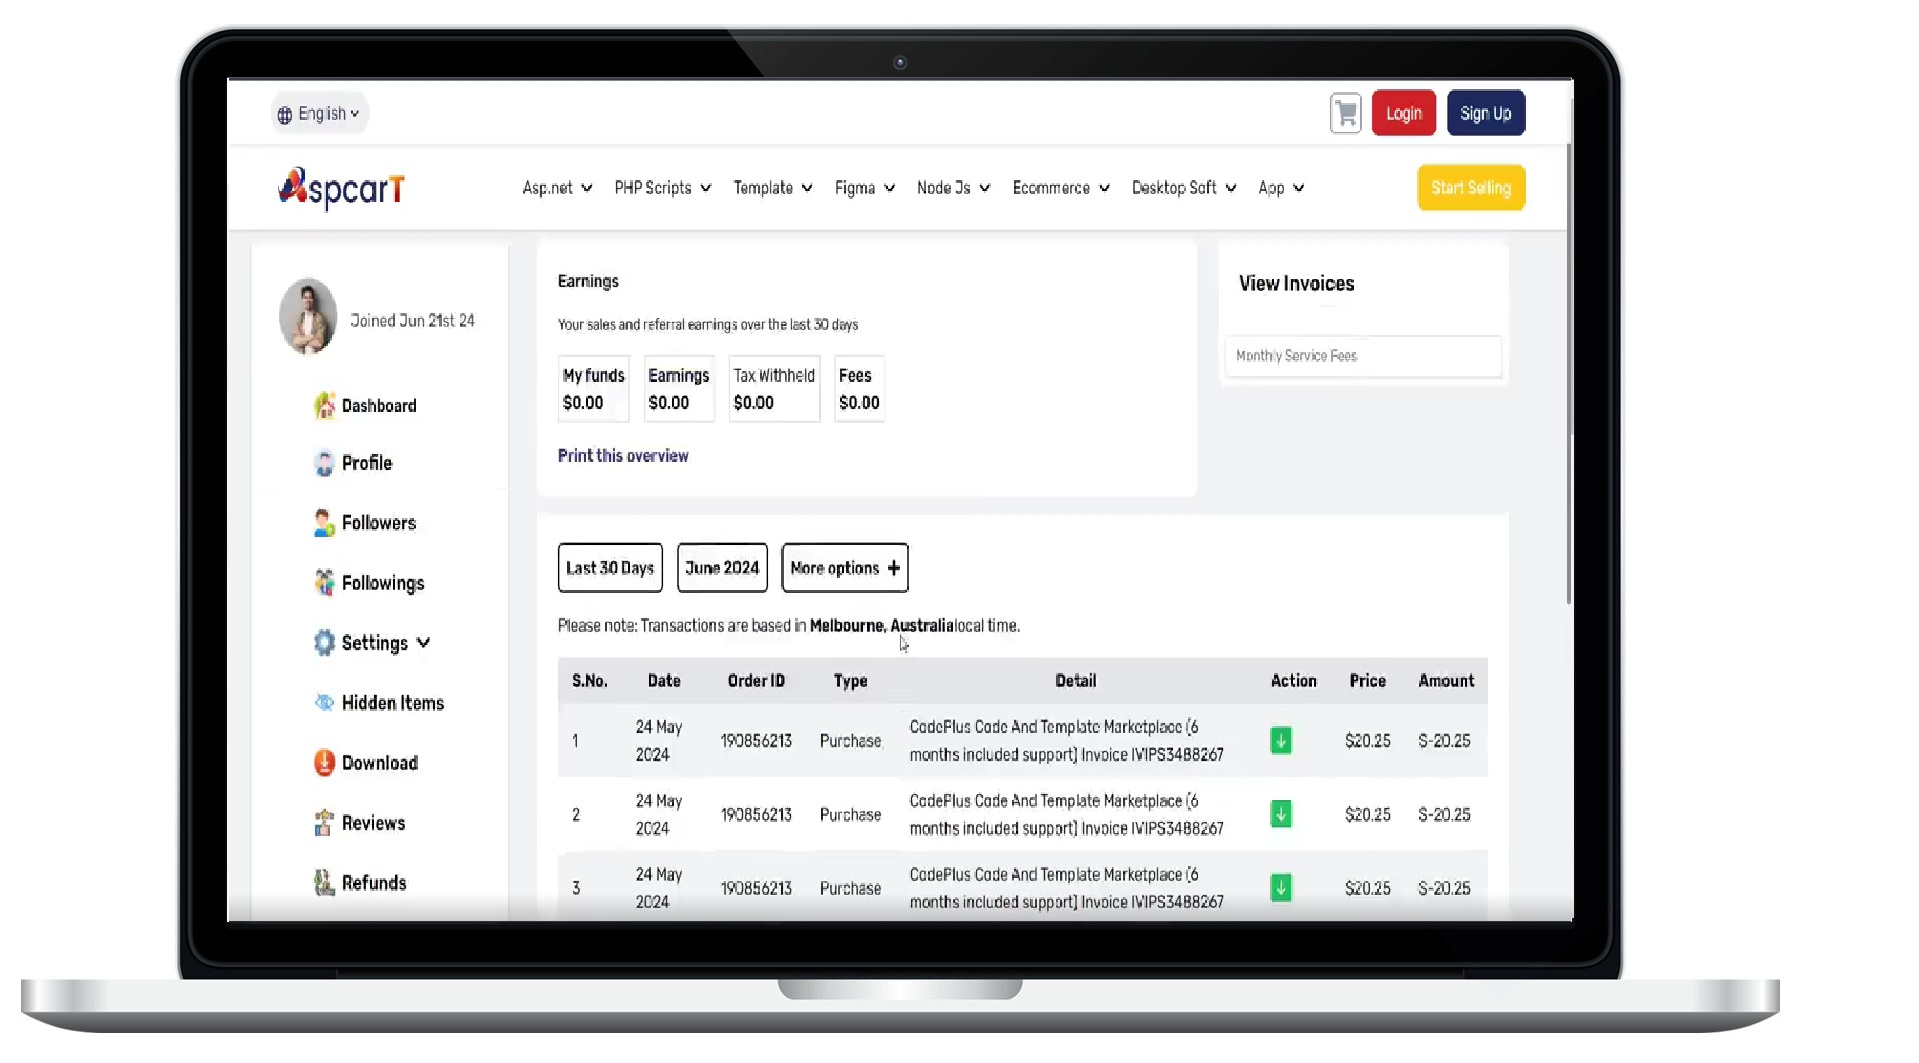 English
Login
Sign Up
AspcarT
Asp.net
PHP Scripts
Template
Figma
Node Js
Ecommerce
Desktop Soft
App
Start Selling
Joined Jun 21st 24
Dashboard
Profile
Followers
Followings
Settings
Hidden Items
Download
Reviews
Refunds
Earnings
Your sales and referral earnings over the last 30 days
My funds
$0.00
Earnings
$0.00
Tax Withheld
$0.00
Fees
$0.00
Print this overview
View Invoices
Monthly Service Fees
Last 30 Days
June 2024
More options +
Please note: Transactions are based in Melbourne, Australialocal time.
S.No. Date Order ID Type Detail Action Price Amount
1 24 May 2024 190856213 Purchase CodePlus Code And Template Marketplace (6
months included support) Invoice IVIPS3488267 $20.25 $-20.25
2 24 May 2024 190856213 Purchase CodePlus Code And Template Marketplace (6
months included support) Invoice IVIPS3488267 $20.25 $-20.25
3 24 May 2024 190856213 Purchase CodePlus Code And Template Marketplace (6
months included support) Invoice IVIPS3488267 $20.25 $-20.25